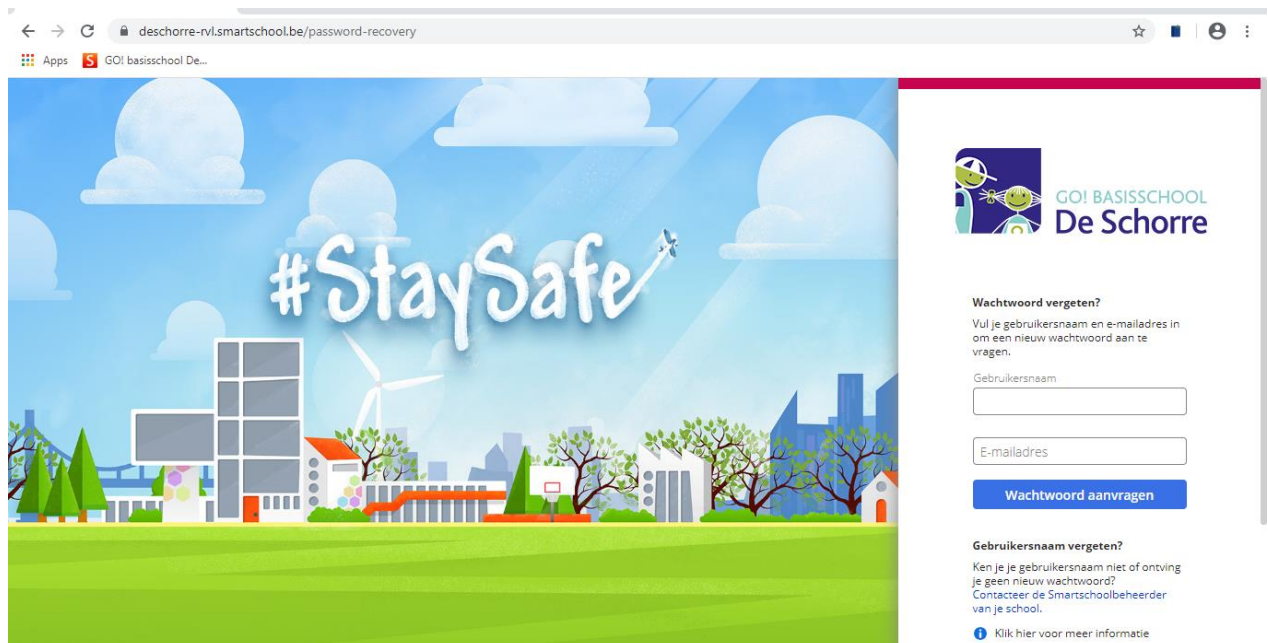 deschorre-rvl.smartschool.be/password-recovery
Apps
GO! basisschool De...
#StaySafe
GO! BASISSCHOOL
De Schorre
Wachtwoord vergeten?
Vul je gebruikersnaam en e-mailadres in
om een nieuw wachtwoord aan te
vragen.
Gebruikersnaam
E-mailadres
Wachtwoord aanvragen
Gebruikersnaam vergeten?
Ken je je gebruikersnaam niet of ontving
je geen nieuw wachtwoord?
Contacteer de Smartschoolbeheerder
van je school.
Klik hier voor meer informatie